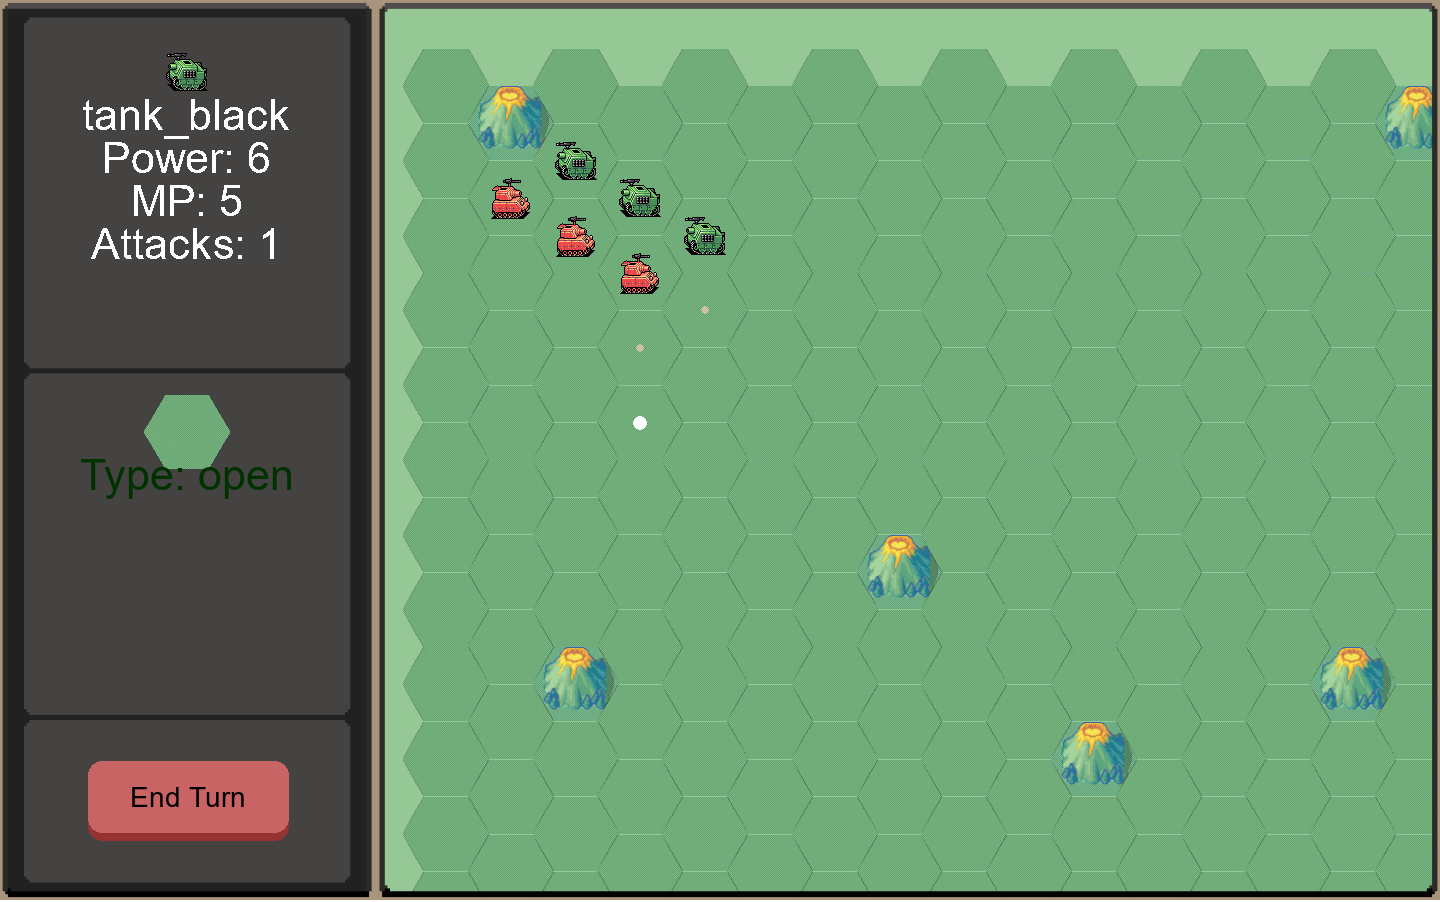 tank_black
Power: 6
MP: 5
Attacks: 1
Type: open
End Turn